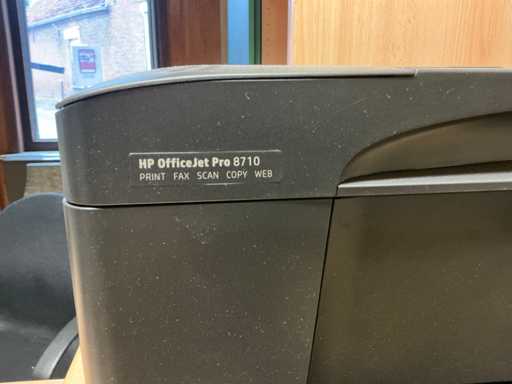 HP OfficeJet Pro 8710
PRINT FAX SCAN COPY WEB